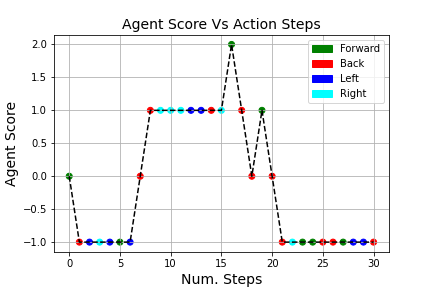 Agent Score Vs Action Steps
Agent Score
2.0
1.5
1.0
0.5
0.0
−0.5
−1.0
Forward
Back
Left
Right
0 5 10 15 20 25 30
Num. Steps